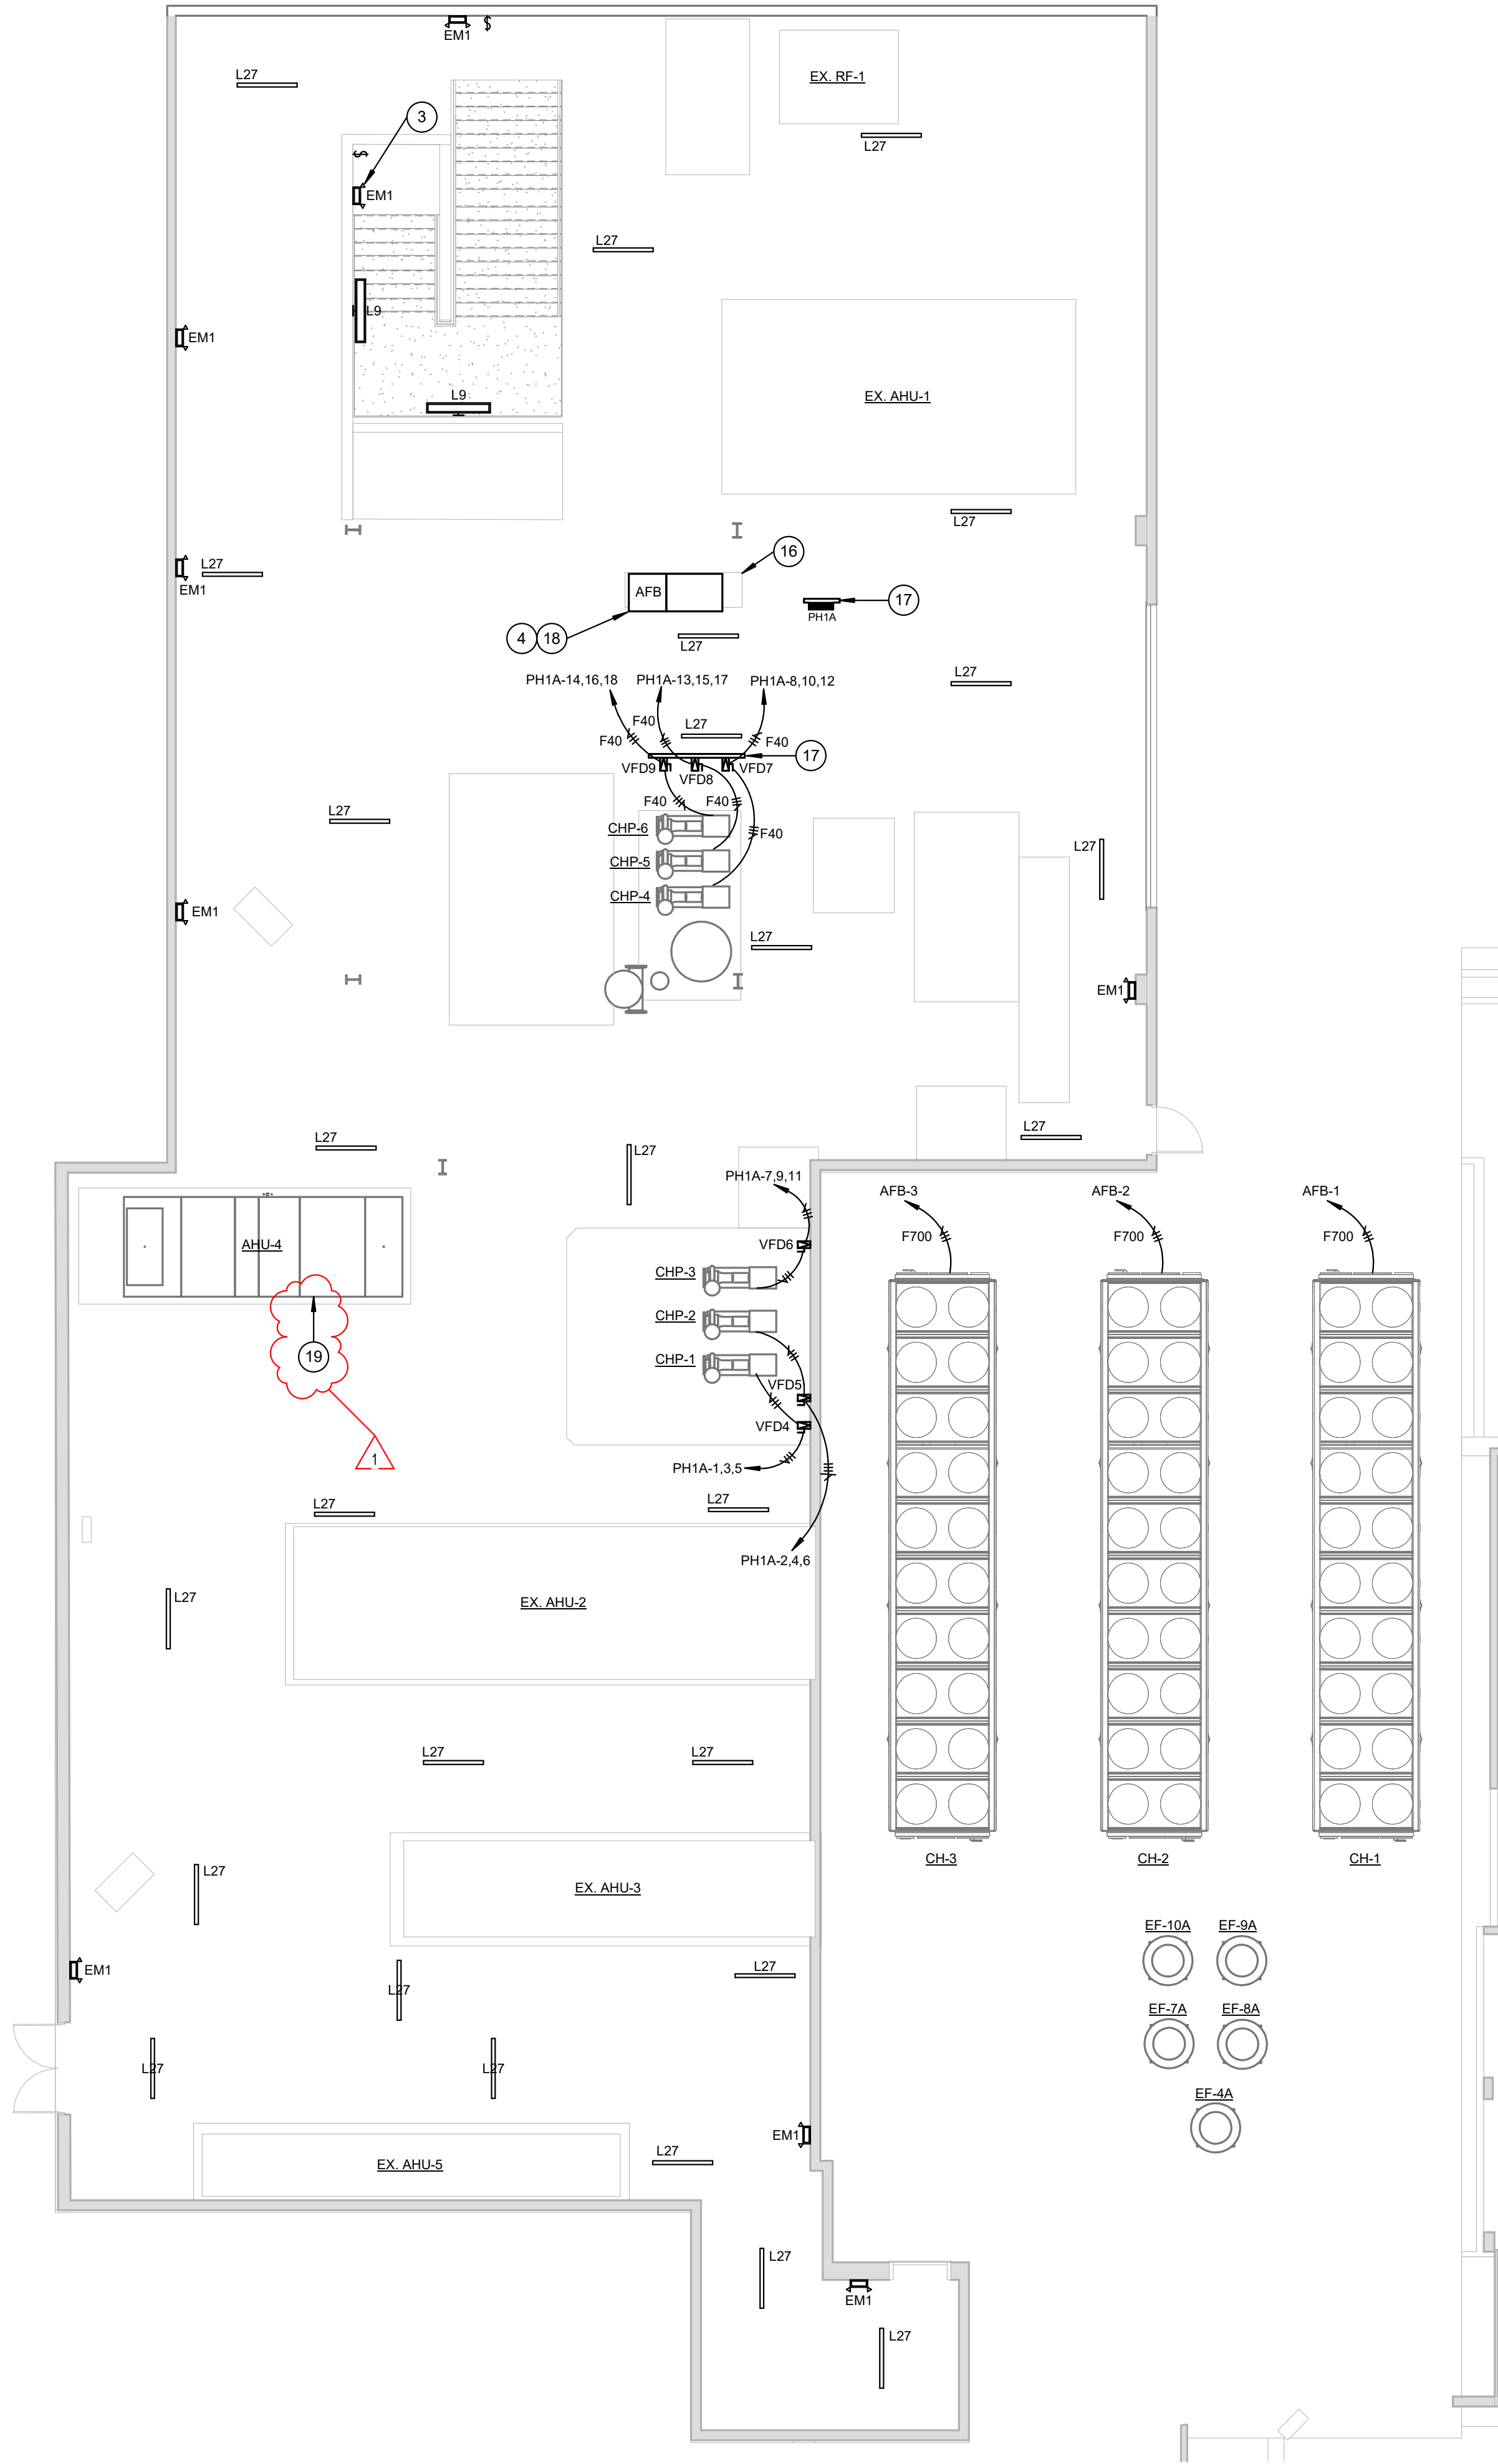 EM1
$
L27
EX. RF-1
3
L27
$
EM1
L27
L9
EM1
L9
EX. AHU-1
L27
16
L27
EM1
AFB
17
PH1A
4
18
L27
L27
PH1A-14,16,18
PH1A-13,15,17
PH1A-8,10,12
F40
L27
F40
F40
17
VFD9
VFD8
VFD7
F40
F40
L27
CHP-6
F40
L27
CHP-5
CHP-4
EM1
L27
EM1
L27
L27
L27
PH1A-7,9,11
AFB-3
AFB-2
AFB-1
F700
F700
F700
AHU-4
VFD6
CHP-3
CHP-2
19
CHP-1
VFD5
VFD4
1
PH1A-1,3,5
L27
L27
PH1A-2,4,6
L27
EX. AHU-2
L27
L27
CH-3
CH-2
CH-1
L27
EX. AHU-3
EF-10A
EF-9A
EM1
L27
L27
EF-7A
EF-8A
L27
L27
EF-4A
EM1
L27
EX. AHU-5
L27
EM1
L27